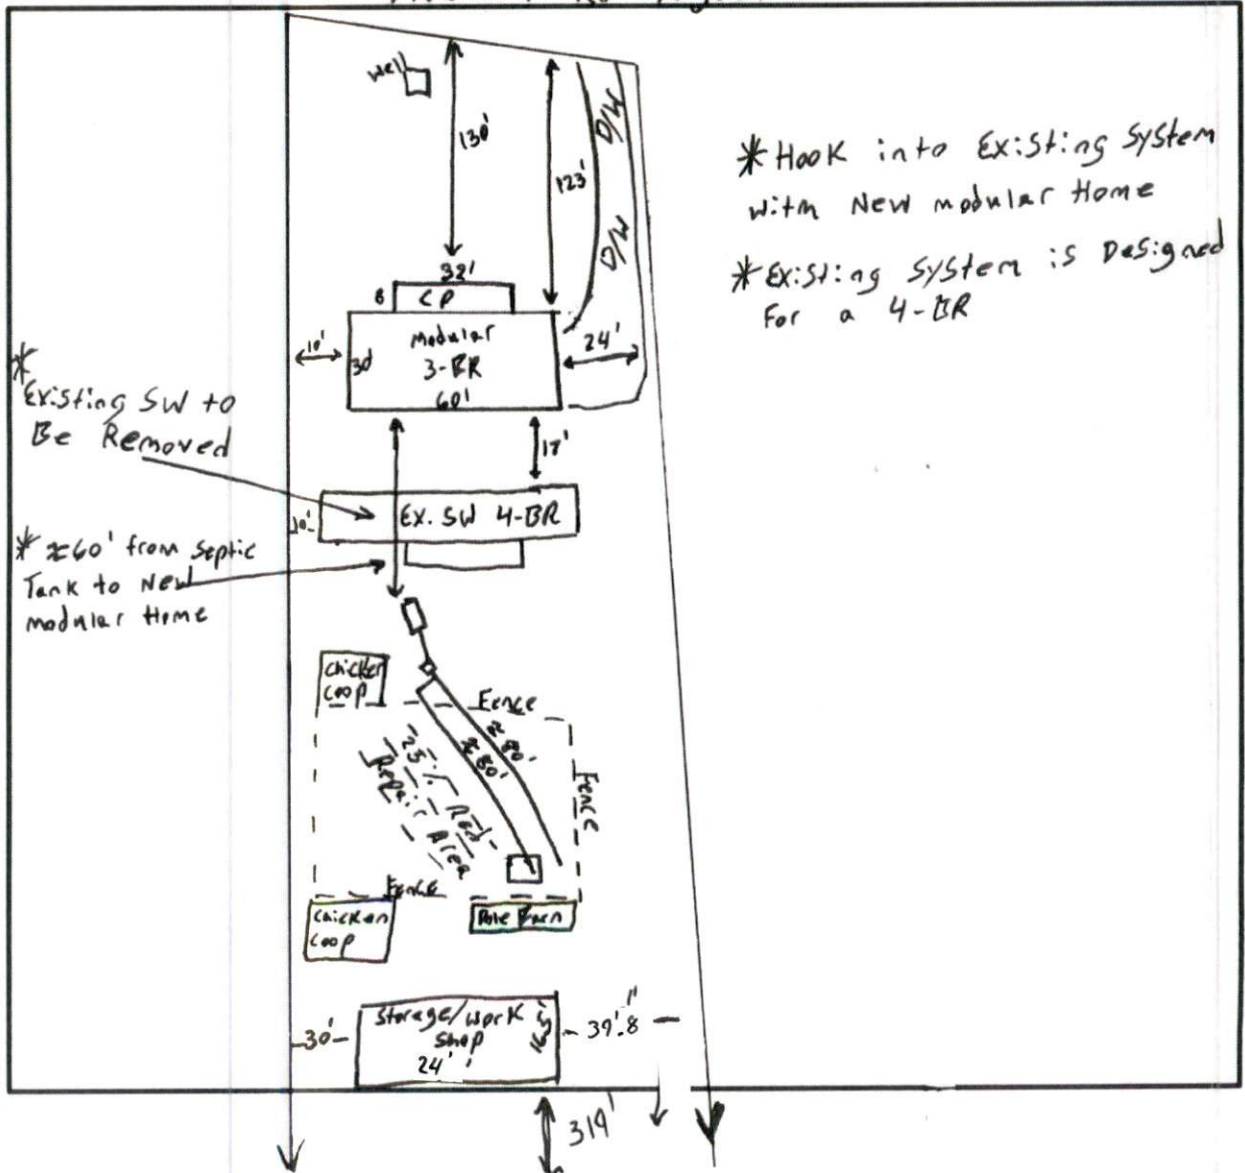 Well
130'
123'
D/W
D/W
* Hook into Existing System
with New modular Home
* Existing System is Designed
For a 4-BR
32'
8
CP
10'
30
Modular
3-BR
60'
24'
*
Existing SW to
Be Removed
17'
10'
Ex. SW 4-BR
* ≈60' from Septic
Tank to New
modular Home
Chicken
Coop
Fence
≈ 80'
≈ 80'
25% Red.
Repair Area
Fence
Fence
Chicken
Coop
Pole Barn
30'
Storage/Work
Shop
24'
39'.8
319'